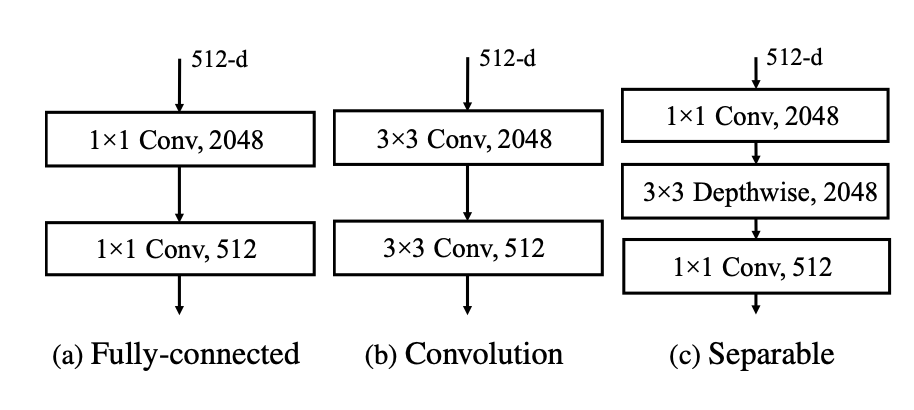 512-d
1×1 Conv, 2048
1×1 Conv, 512
(a) Fully-connected
512-d
3×3 Conv, 2048
3×3 Conv, 512
(b) Convolution
512-d
1×1 Conv, 2048
3×3 Depthwise, 2048
1×1 Conv, 512
(c) Separable